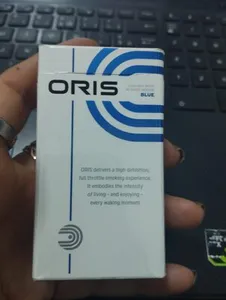 ORIS
BLUE
ORIS delivers a high definition,
full throttle smoking experience.
It embodies the intensity
of living - and enjoying -
every waking moment